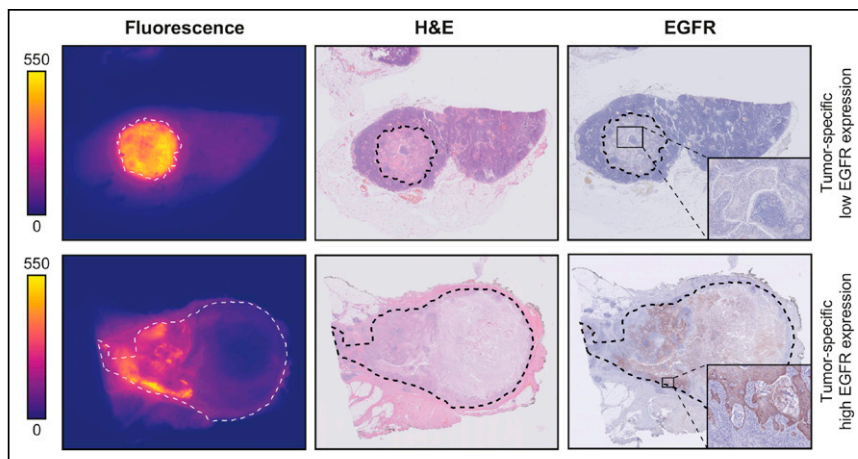 Fluorescence H&E EGFR
550
0
Tumor-specific
low EGFR expression
550
0
Tumor-specific
high EGFR expression